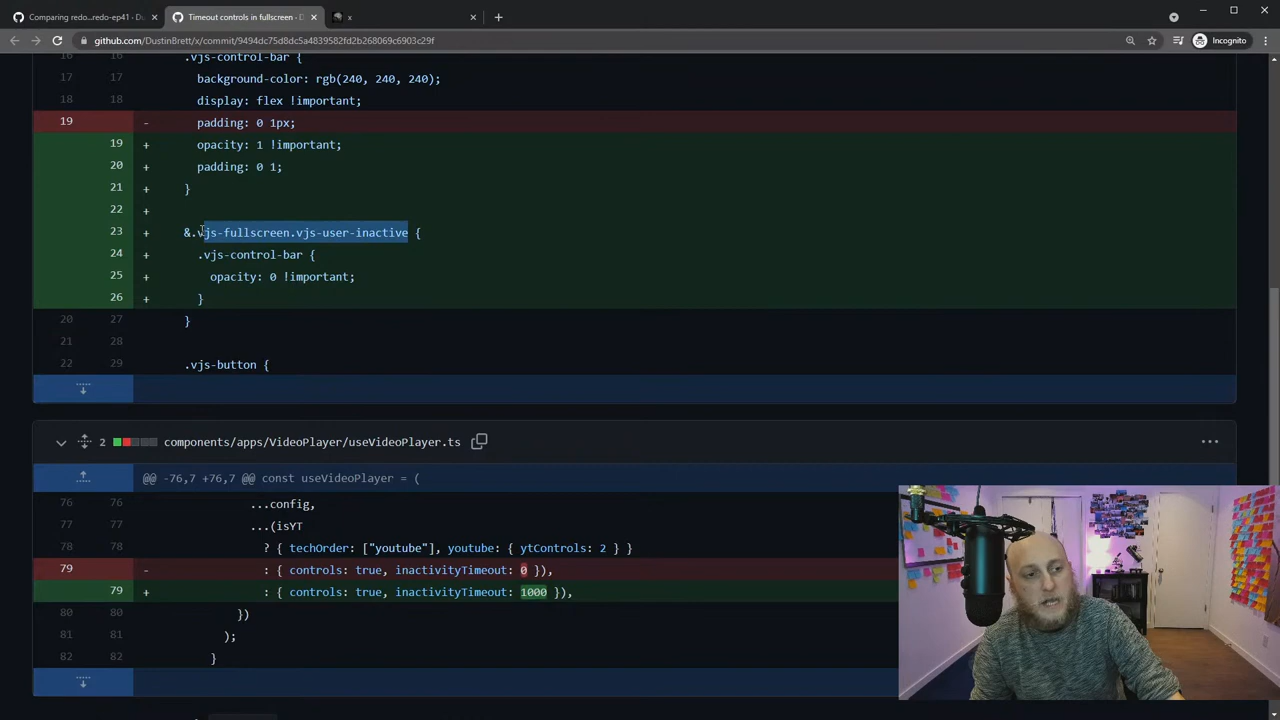 Comparing redo...redo-ep41 - Du
Timeout controls in fullscreen · D
x
github.com/DustinBrett/x/commit/9494dc75d8dc5a4839582fd2b268069c6903c29f
Incognito
16 16 .vjs-control-bar {
17 17 background-color: rgb(240, 240, 240);
18 18 display: flex !important;
19 - padding: 0 1px;
19 + opacity: 1 !important;
20 + padding: 0 1;
21 + }
22 +
23 + &.vjs-fullscreen.vjs-user-inactive {
24 + .vjs-control-bar {
25 + opacity: 0 !important;
26 + }
20 27 }
21 28
22 29 .vjs-button {
2 components/apps/VideoPlayer/useVideoPlayer.ts
@@ -76,7 +76,7 @@ const useVideoPlayer = (
76 76 ...config,
77 77 ...(isYT
78 78 ? { techOrder: ["youtube"], youtube: { ytControls: 2 } }
79 - : { controls: true, inactivityTimeout: 0 }),
79 + : { controls: true, inactivityTimeout: 1000 }),
80 80 })
81 81 );
82 82 }